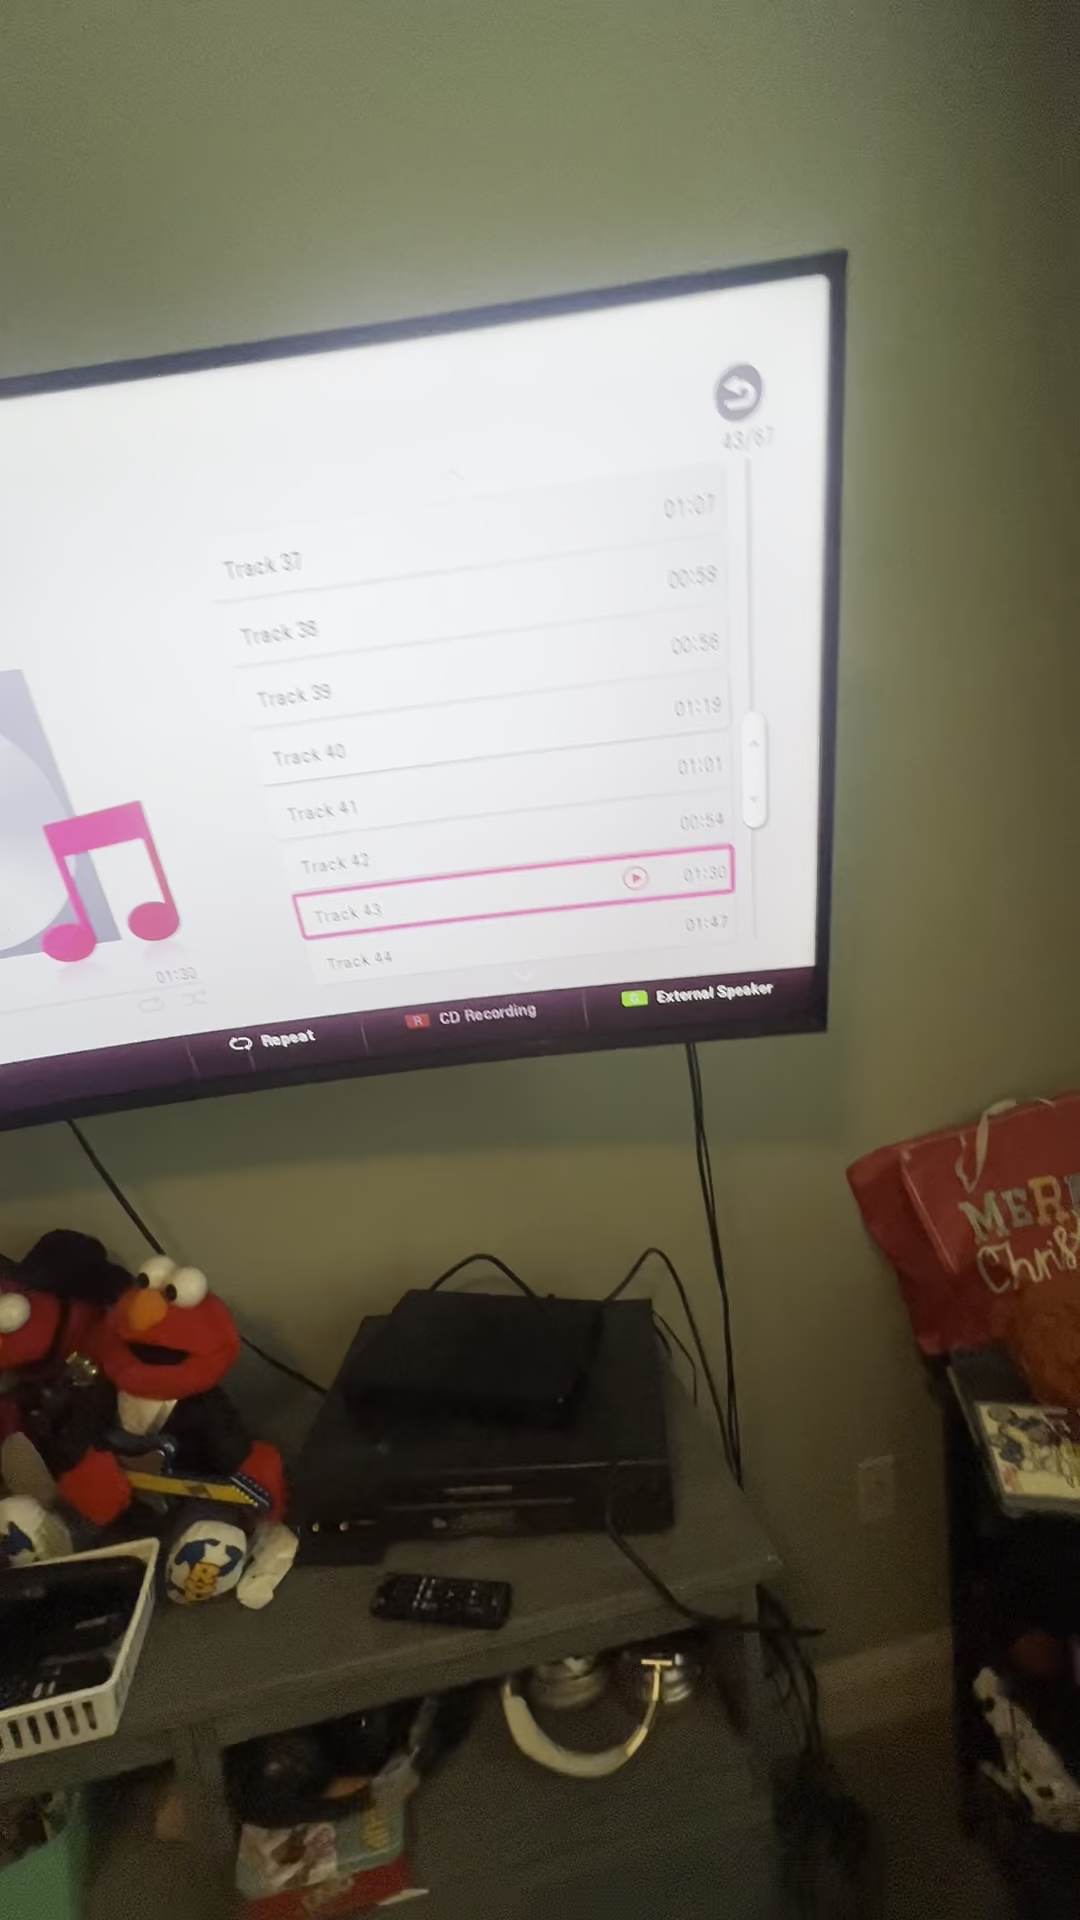 43/67
01:07
Track 37
00:58
Track 38
00:56
Track 39
01:19
Track 40
01:01
Track 41
00:54
Track 42
01:30
Track 43
01:47
Track 44
01:30
Repeat
R CD Recording
G External Speaker
MER
Chris